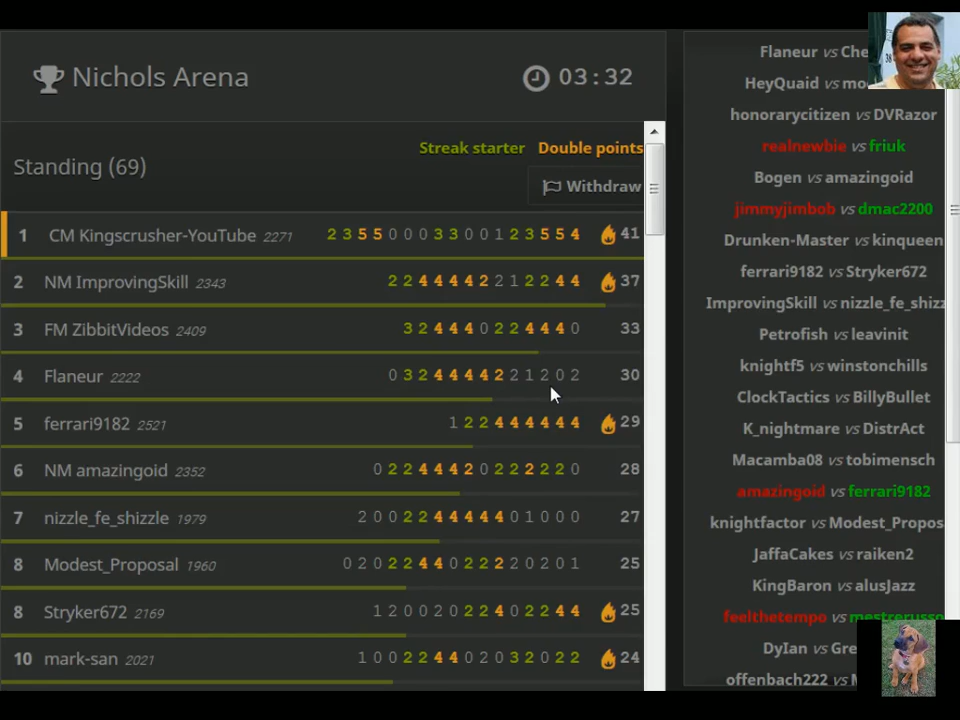 Nichols Arena
03:32
Standing (69)
Streak starter Double points
Withdraw
1 CM Kingscrusher-YouTube 2271 2 3 5 5 0 0 0 3 3 0 0 1 2 3 5 5 4 41
2 NM ImprovingSkill 2343 2 2 4 4 4 4 2 2 1 2 2 4 4 37
3 FM ZibbitVideos 2409 3 2 4 4 4 0 2 2 4 4 4 0 33
4 Flaneur 2222 0 3 2 4 4 4 4 2 2 1 2 0 2 30
5 ferrari9182 2521 1 2 2 4 4 4 4 4 4 29
6 NM amazingoid 2352 0 2 2 4 4 4 2 0 2 2 2 2 2 0 28
7 nizzle_fe_shizzle 1979 2 0 0 2 2 4 4 4 4 4 0 1 0 0 0 27
8 Modest_Proposal 1960 0 2 0 2 2 4 4 0 2 2 2 2 0 2 0 1 25
8 Stryker672 2169 1 2 0 0 2 0 2 2 4 0 2 2 4 4 25
10 mark-san 2021 1 0 0 2 2 4 4 0 2 0 3 2 0 2 2 24
Flaneur vs Che
HeyQuaid vs mo
honorarycitizen vs DVRazor
realnewbie vs friuk
Bogen vs amazingoid
jimmyjimbob vs dmac2200
Drunken-Master vs kinqueen
ferrari9182 vs Stryker672
ImprovingSkill vs nizzle_fe_shizz
Petrofish vs leavinit
knightf5 vs winstonchills
ClockTactics vs BillyBullet
K_nightmare vs DistrAct
Macamba08 vs tobimensch
amazingoid vs ferrari9182
knightfactor vs Modest_Propos
JaffaCakes vs raiken2
KingBaron vs alusJazz
feelthetempo vs mestrerusso
DyIan vs Gre
offenbach222 vs M